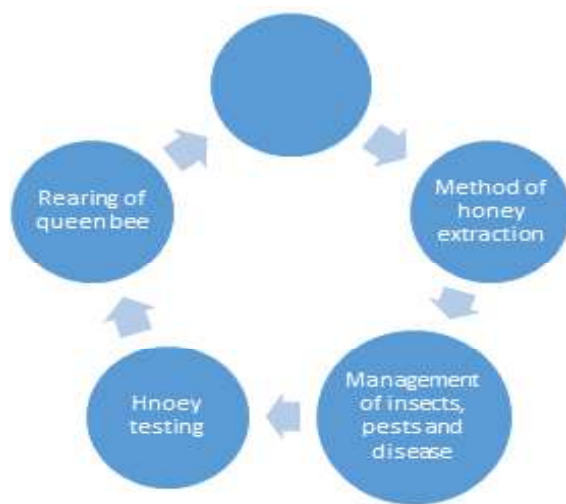 Method of
honey
extraction
Management
of insects,
pests and
disease
Hnoey
testing
Rearing of
queen bee